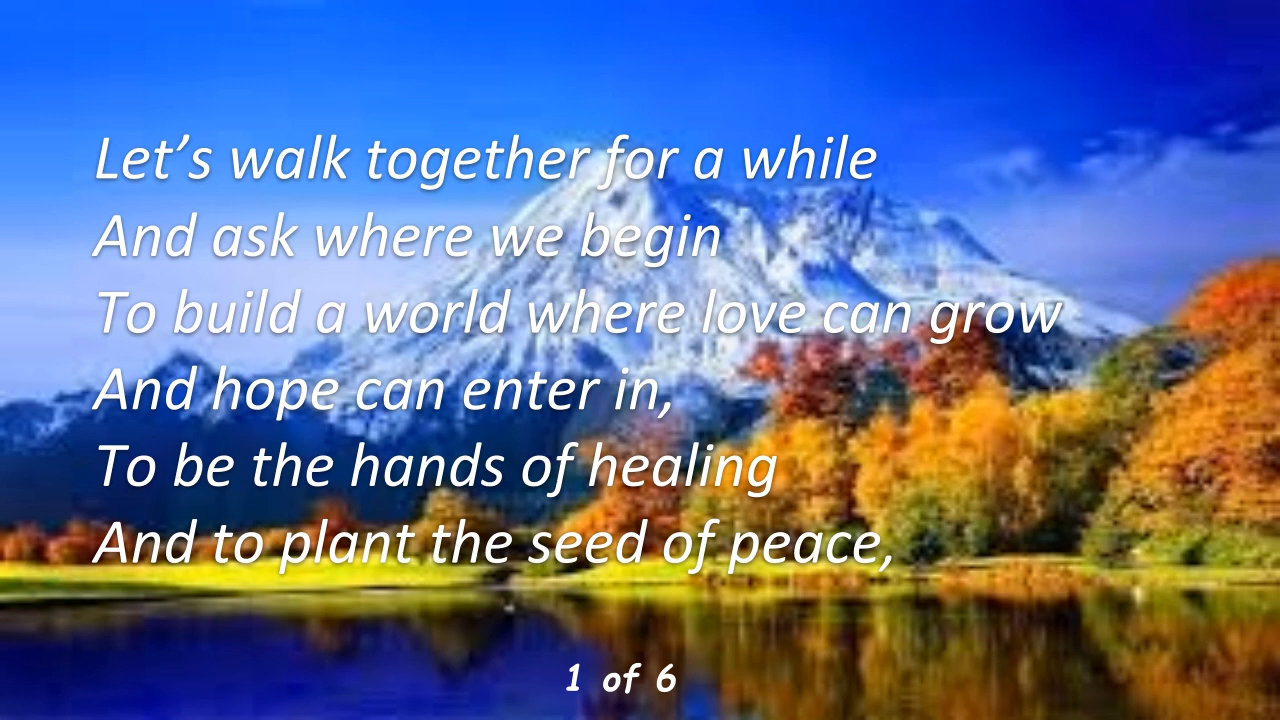 Let’s walk together for a while
And ask where we begin
To build a world where love can grow
And hope can enter in,
To be the hands of healing
And to plant the seed of peace,
1 of 6